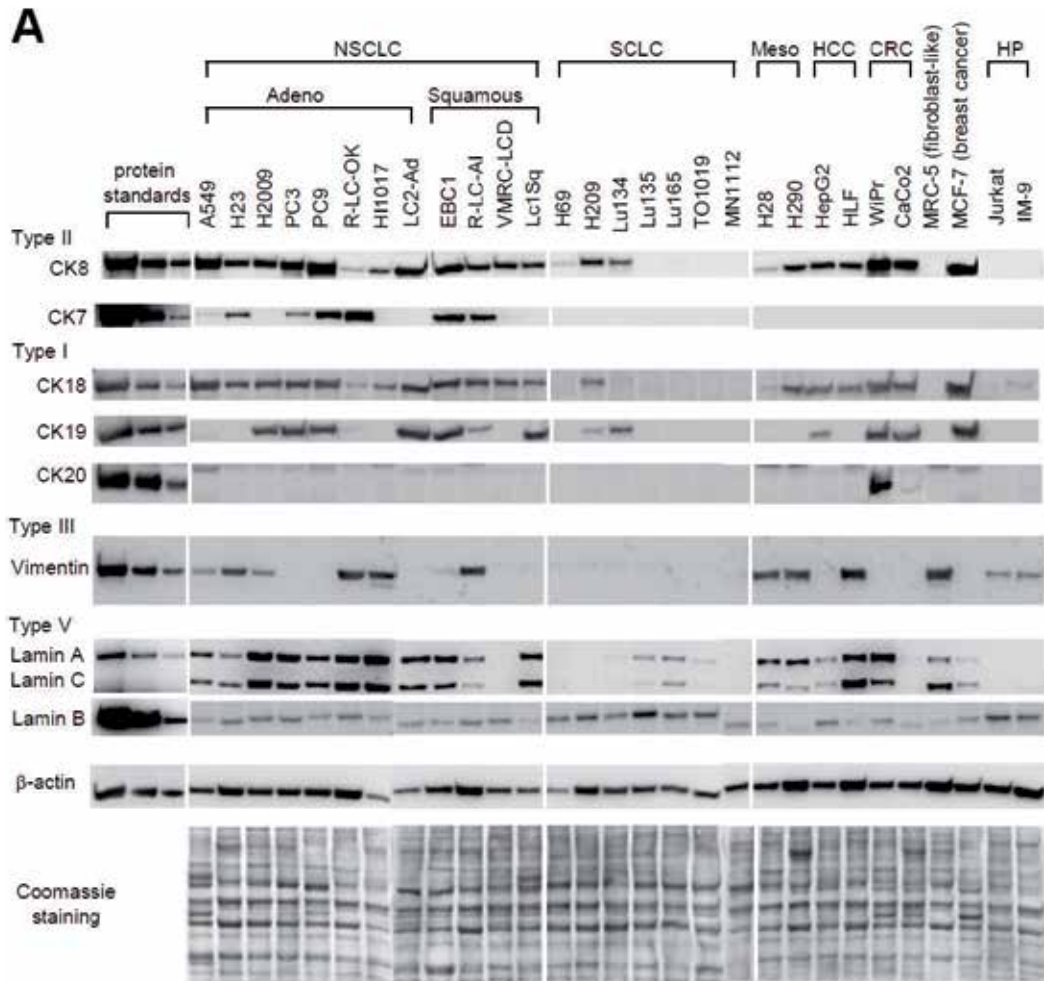 A
NSCLC SCLC Meso HCC CRC HP
Adeno Squamous
protein
standards
A549
H23
H2009
PC3
PC9
R-LC-OK
HI1017
LC2-Ad
EBC1
R-LC-AI
VMRC-LCD
Lc1Sq
H69
H209
Lu134
Lu135
Lu165
TO1019
MN1112
H28
H290
HepG2
HLF
WiPr
CaCo2
MRC-5 (fibroblast-like)
MCF-7 (breast cancer)
Jurkat
IM-9
Type II
CK8
CK7
Type I
CK18
CK19
CK20
Type III
Vimentin
Type V
Lamin A
Lamin C
Lamin B
β-actin
Coomassie
staining